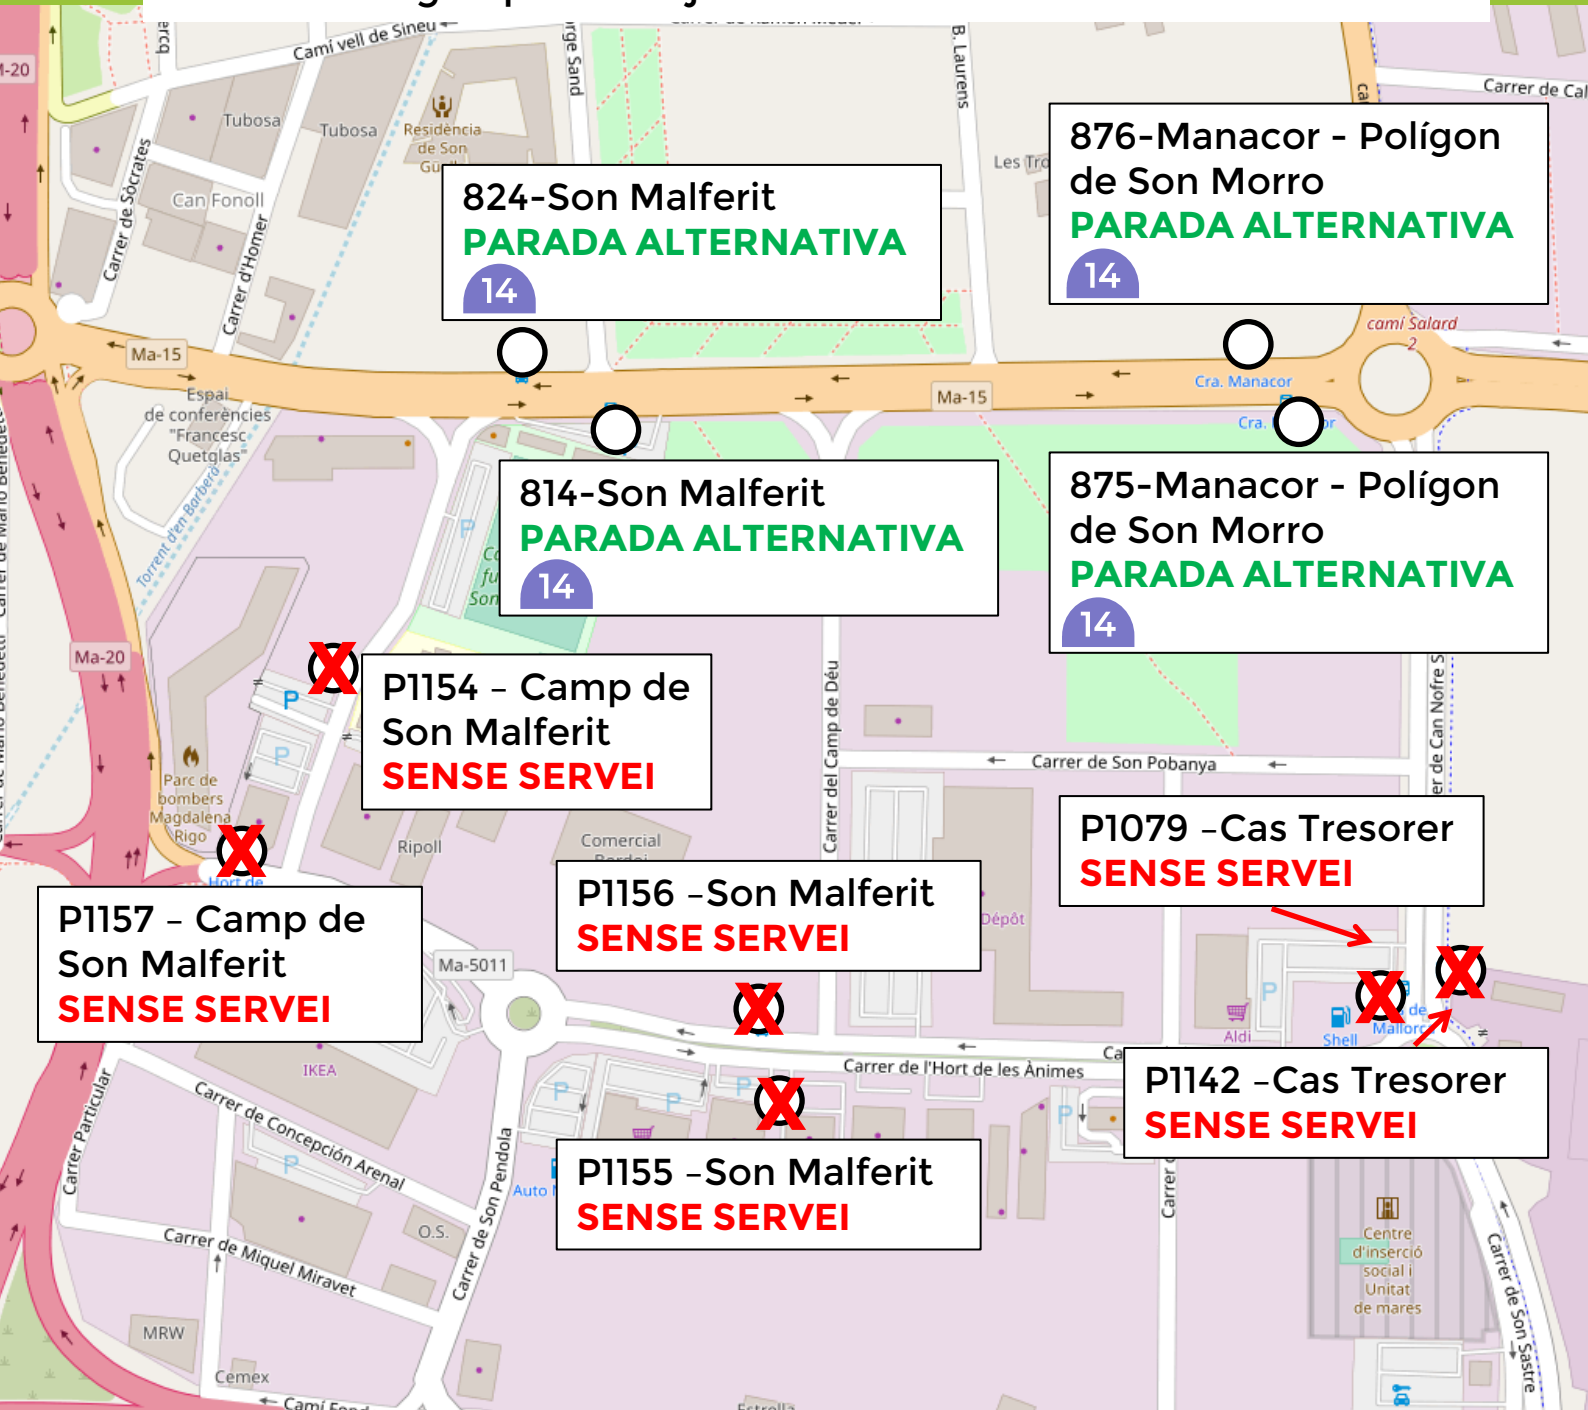 Camí vell de Sineu
B. Laurens
Carrer de Sòcrates
Tubosa
Tubosa
Residència
de Son
Can Fonoll
Carrer d'Homer
824-Son Malferit
PARADA ALTERNATIVA
14
876-Manacor - Polígon
de Son Morro
PARADA ALTERNATIVA
14
camí Salard
2
Ma-15
Ma-15
Cra. Manacor
Cra.
Espai
de conferències
"Francesc
Quetglas"
Torrent d'en Barberà
814-Son Malferit
PARADA ALTERNATIVA
14
875-Manacor - Polígon
de Son Morro
PARADA ALTERNATIVA
14
Ma-20
P
P
P
P1154 – Camp de
Son Malferit
SENSE SERVEI
Parc de
bombers
Magdalena
Rigo
Ripoll
Comercial
Carrer del Camp de Déu
Carrer de Son Pobanya
P1079 –Cas Tresorer
SENSE SERVEI
Hort de
P1157 – Camp de
Son Malferit
SENSE SERVEI
P1156 –Son Malferit
SENSE SERVEI
Dépôt
Ma-5011
P
P
P
P
P
Aldi
Shell
de
IKEA
Carrer de l'Hort de les Ànimes
P1142 –Cas Tresorer
SENSE SERVEI
Carrer Particular
Carrer de Concepción Arenal
P
P1155 –Son Malferit
SENSE SERVEI
Auto
Carrer de Son Pendola
O.S.
Carrer de Miquel Miravet
Carrer
Centre
d'inserció
social i
Unitat
de mares
Carrer de Son Sastre
MRW
Cemex